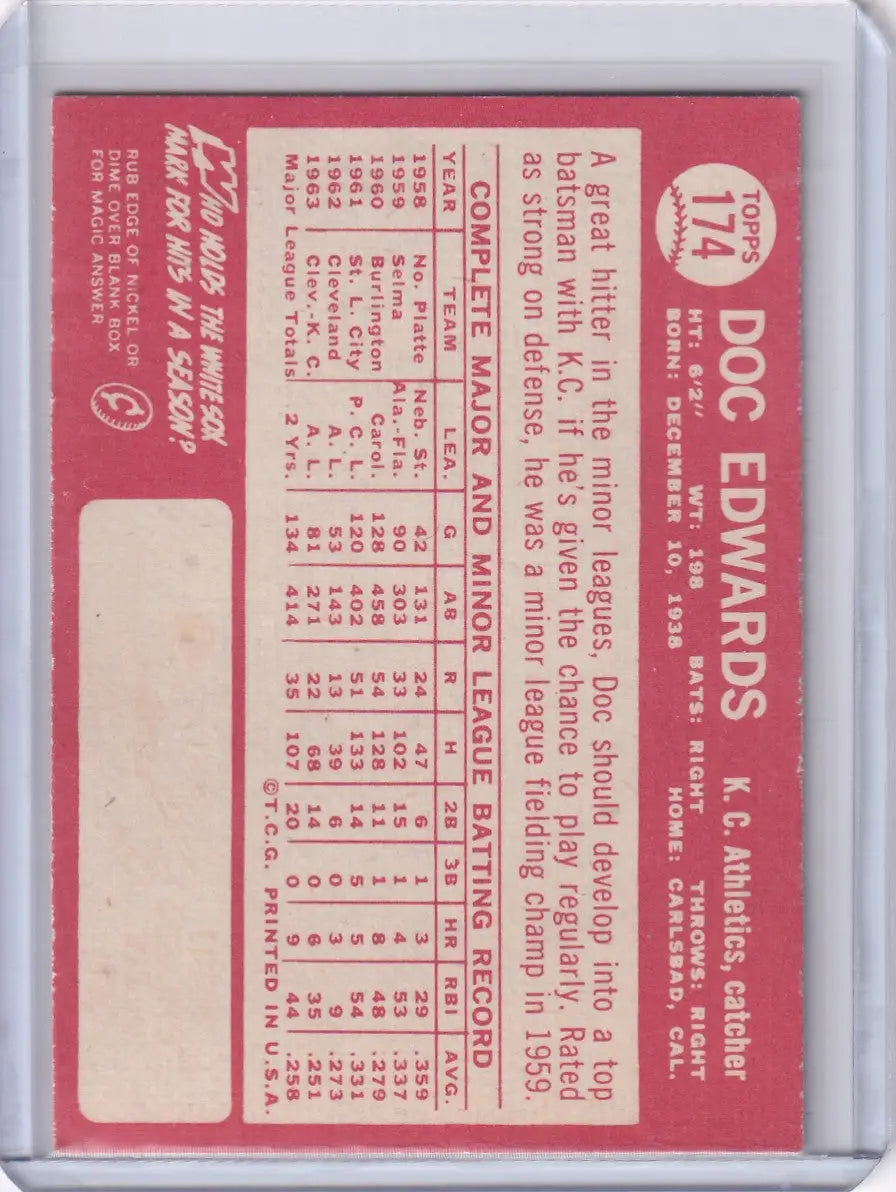 TOPPS
174
DOC EDWARDS K. C. Athletics, catcher
HT: 6'2" WT: 198 BATS: RIGHT THROWS: RIGHT
BORN: DECEMBER 10, 1938 HOME: CARLSBAD, CAL.
A great hitter in the minor leagues, Doc should develop into a top
batsman with K.C. if he's given the chance to play regularly. Rated
as strong on defense, he was a minor league fielding champ in 1959.
COMPLETE MAJOR AND MINOR LEAGUE BATTING RECORD
YEAR TEAM LEA. G AB R H 2B 3B HR RBI AVG.
1958 No. Platte Neb. St. 42 131 24 47 6 1 3 29 .359
1959 Selma Ala.-Fla. 90 303 33 102 15 1 4 53 .337
1960 Burlington Carol. 128 458 54 128 11 1 8 48 .279
1961 St. L. City P. C. L. 120 402 51 133 14 5 5 54 .331
1962 Cleveland A. L. 53 143 13 39 6 0 3 9 .273
1963 Clev.-K. C. A. L. 81 271 22 68 14 0 6 35 .251
Major League Totals 2 Yrs. 134 414 35 107 20 0 9 44 .258
©T.C.G. PRINTED IN U.S.A.
WHO HOLDS THE WHITE SOX
MARK FOR HITS IN A SEASON?
RUB EDGE OF NICKEL OR
DIME OVER BLANK BOX
FOR MAGIC ANSWER